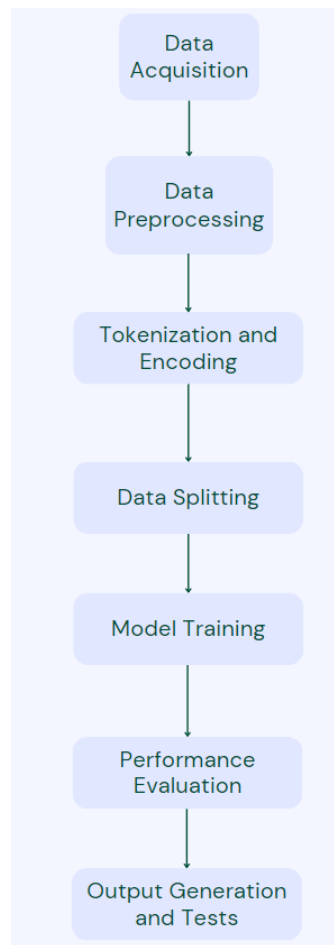 Data
Acquisition
Data
Preprocessing
Tokenization and
Encoding
Data Splitting
Model Training
Performance
Evaluation
Output Generation
and Tests